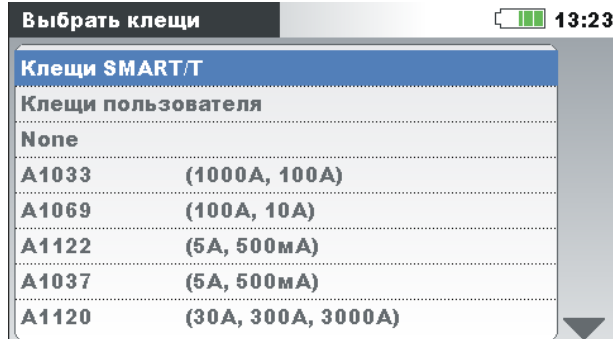 Выбрать клещи 13:23
Клещи SMART/T
Клещи пользователя
None
A1033 (1000A, 100A)
A1069 (100A, 10A)
A1122 (5A, 500мA)
A1037 (5A, 500мA)
A1120 (30A, 300A, 3000A)